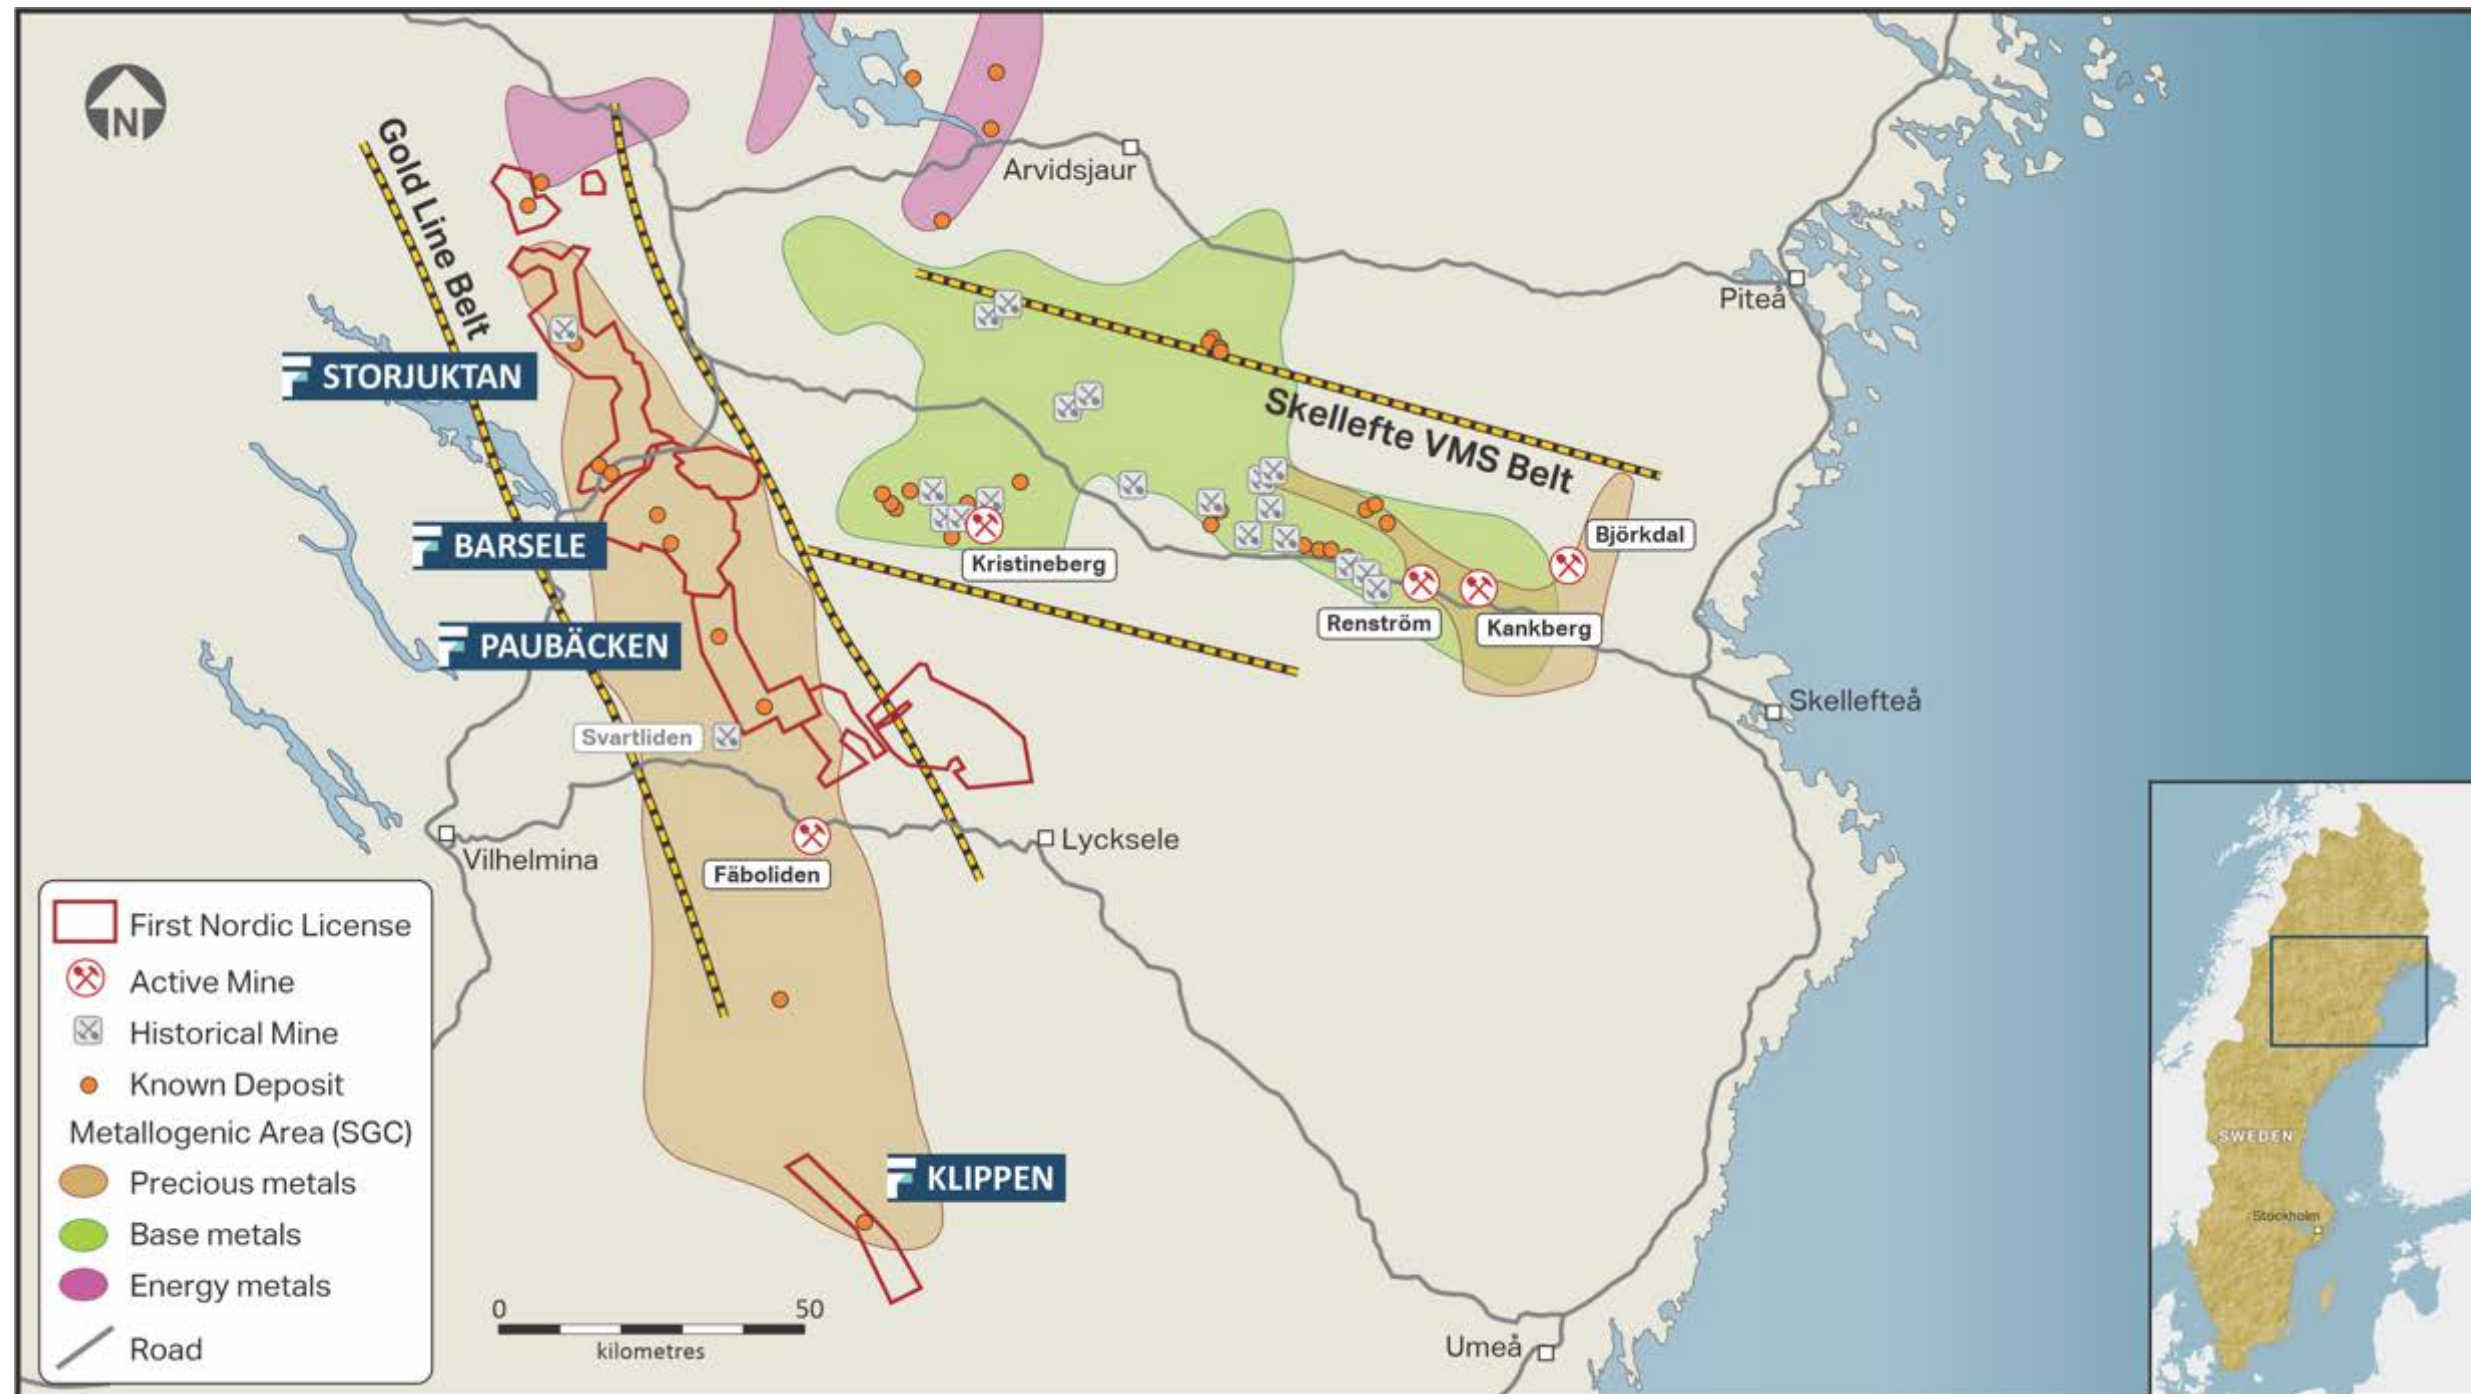 N
Gold Line Belt
Arvidsjaur
Piteå
STORJUKTAN
Skellefte VMS Belt
BARSELE
Björkdal
Kristineberg
PAUBÄCKEN
Renström
Kankberg
Svartliden
Skellefteå
Vilhelmina
Lycksele
Fäboliden
First Nordic License
Active Mine
Historical Mine
Known Deposit
Metallogenic Area (SGC)
Precious metals
Base metals
Energy metals
Road
KLIPPEN
0 50
kilometres
Umeå
SWEDEN
Stockholm